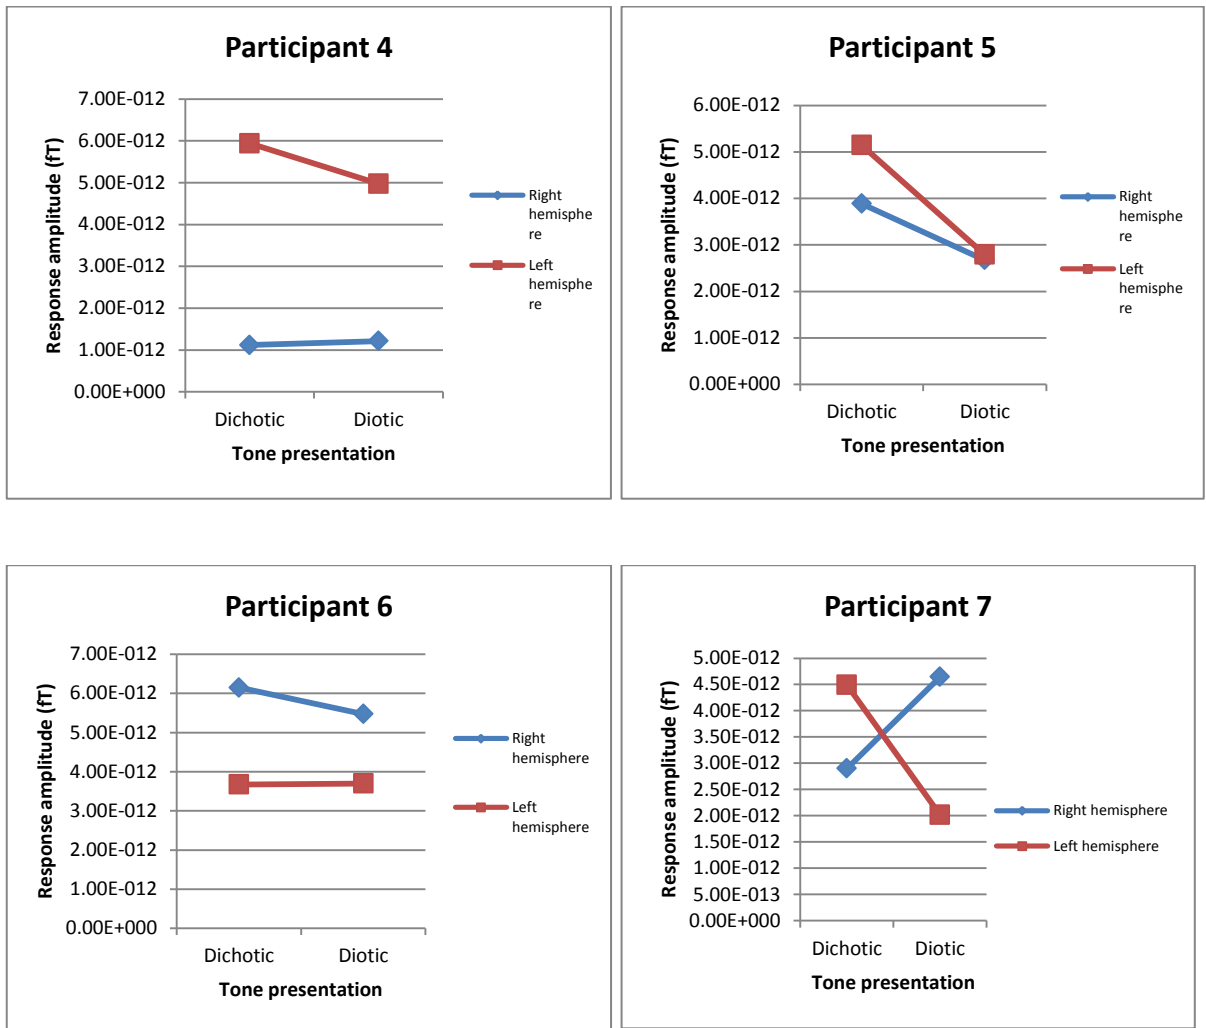 Participant 4
Response amplitude (fT)
7.00E-012
6.00E-012
5.00E-012
4.00E-012
3.00E-012
2.00E-012
1.00E-012
0.00E+000
Dichotic Diotic
Tone presentation
Right
hemisphe
re
Left
hemisphe
re
Participant 5
Response amplitude (fT)
6.00E-012
5.00E-012
4.00E-012
3.00E-012
2.00E-012
1.00E-012
0.00E+000
Dichotic Diotic
Tone presentation
Right
hemisphe
re
Left
hemisphe
re
Participant 6
Response amplitude (fT)
7.00E-012
6.00E-012
5.00E-012
4.00E-012
3.00E-012
2.00E-012
1.00E-012
0.00E+000
Dichotic Diotic
Tone presentation
Right
hemisphere
Left
hemisphere
Participant 7
Response amplitude (fT)
5.00E-012
4.50E-012
4.00E-012
3.50E-012
3.00E-012
2.50E-012
2.00E-012
1.50E-012
1.00E-012
5.00E-013
0.00E+000
Dichotic Diotic
Tone presentation
Right hemisphere
Left hemisphere